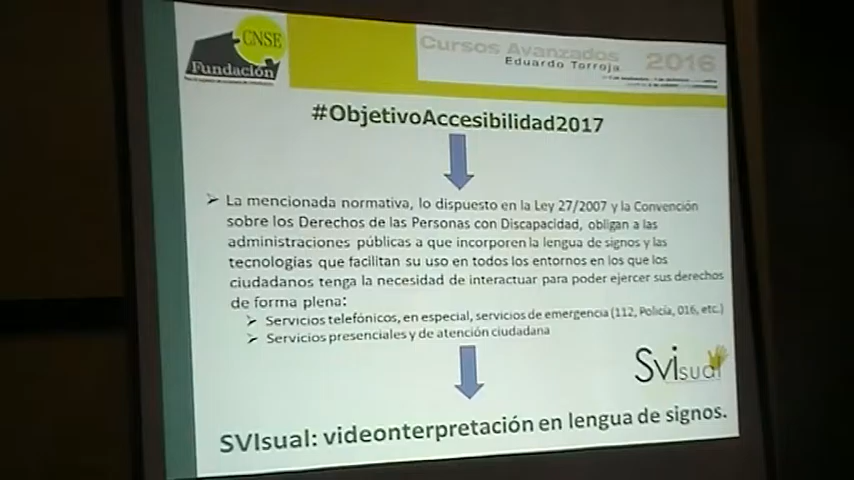 CNSE
Fundación
Cursos Avanzados 2016
Eduardo Torroja
#ObjetivoAccesibilidad2017
La mencionada normativa, lo dispuesto en la Ley 27/2007 y la Convención
sobre los Derechos de las Personas con Discapacidad, obligan a las
administraciones públicas a que incorporen la lengua de signos y las
tecnologías que facilitan su uso en todos los entornos en los que los
ciudadanos tenga la necesidad de interactuar para poder ejercer sus derechos
de forma plena:
Servicios telefónicos, en especial, servicios de emergencia (112, Policía, 016, etc.)
Servicios presenciales y de atención ciudadana
SVIsual
SVIsual: videonterpretación en lengua de signos.